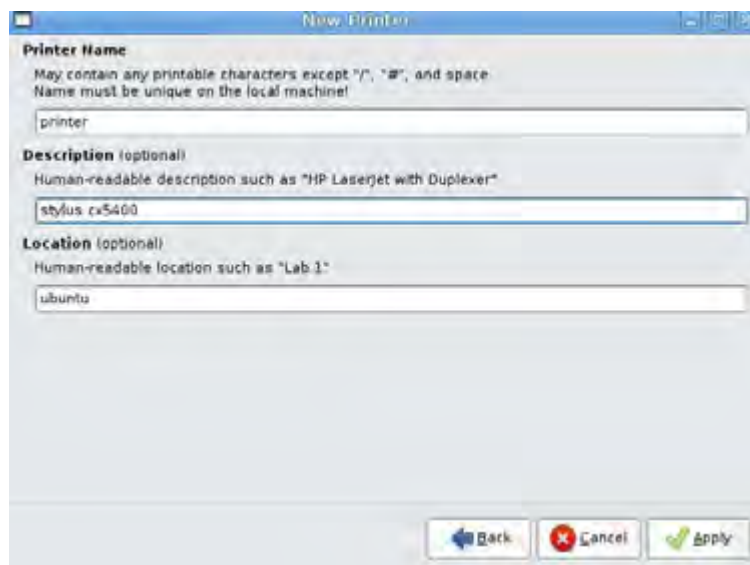 New Printer
Printer Name
May contain any printable characters except "/", "#", and space
Name must be unique on the local machine!
printer
Description (optional)
Human-readable description such as "HP LaserJet with Duplexer"
stylus cx5400
Location (optional)
Human-readable location such as "Lab 1"
ubuntu
Back
Cancel
Apply